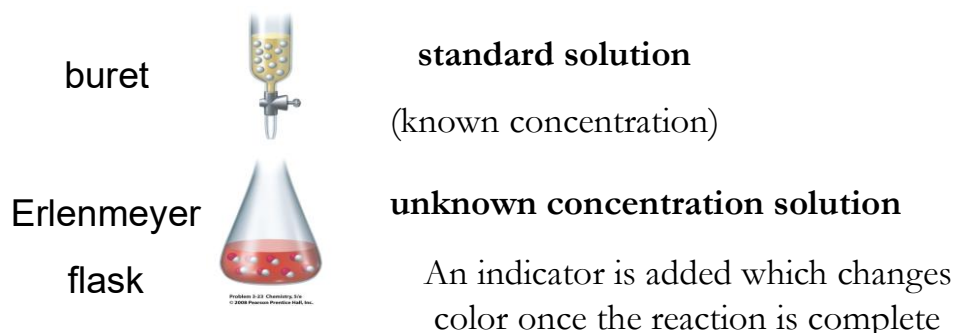 buret
standard solution
(known concentration)
Erlenmeyer
flask
unknown concentration solution
An indicator is added which changes
color once the reaction is complete
Problem 3-23 Chemistry, 5/e
© 2008 Pearson Prentice Hall, Inc.